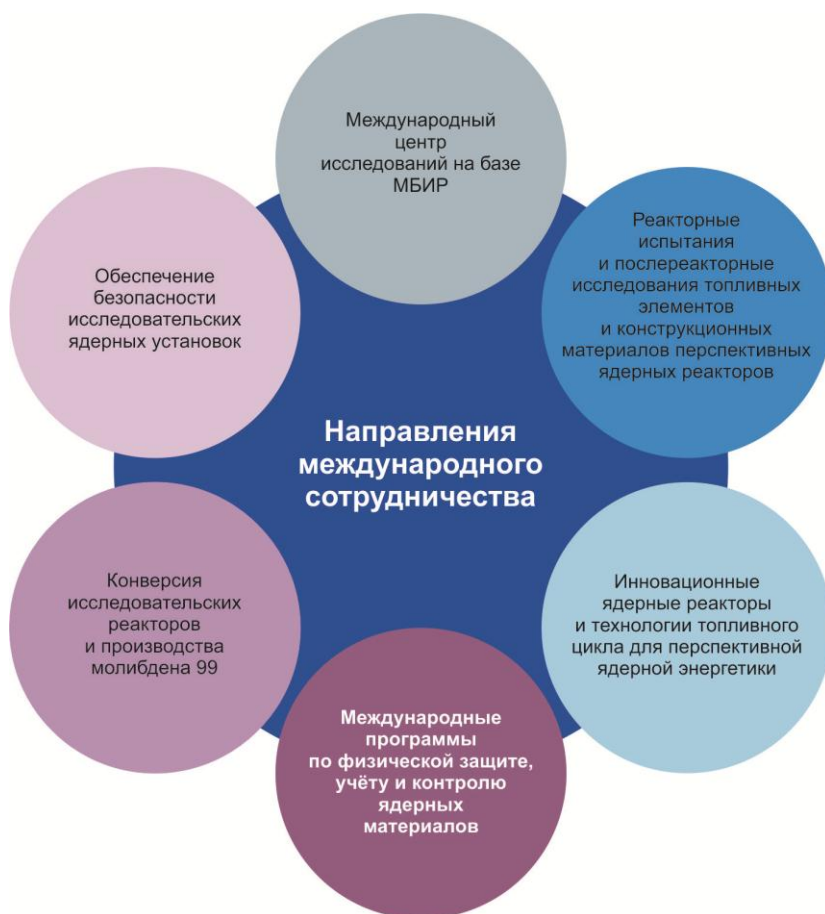 Международный
центр
исследований на базе
МБИР
Реакторные
испытания
и послереакторные
исследования топливных
элементов
и конструкционных
материалов перспективных
ядерных реакторов
Обеспечение
безопасности
исследовательских
ядерных установок
Направления
международного
сотрудничества
Конверсия
исследовательских
реакторов
и производства
молибдена 99
Инновационные
ядерные реакторы
и технологии топливного
цикла для перспективной
ядерной энергетики
Международные
программы
по физической защите,
учёту и контролю
ядерных
материалов